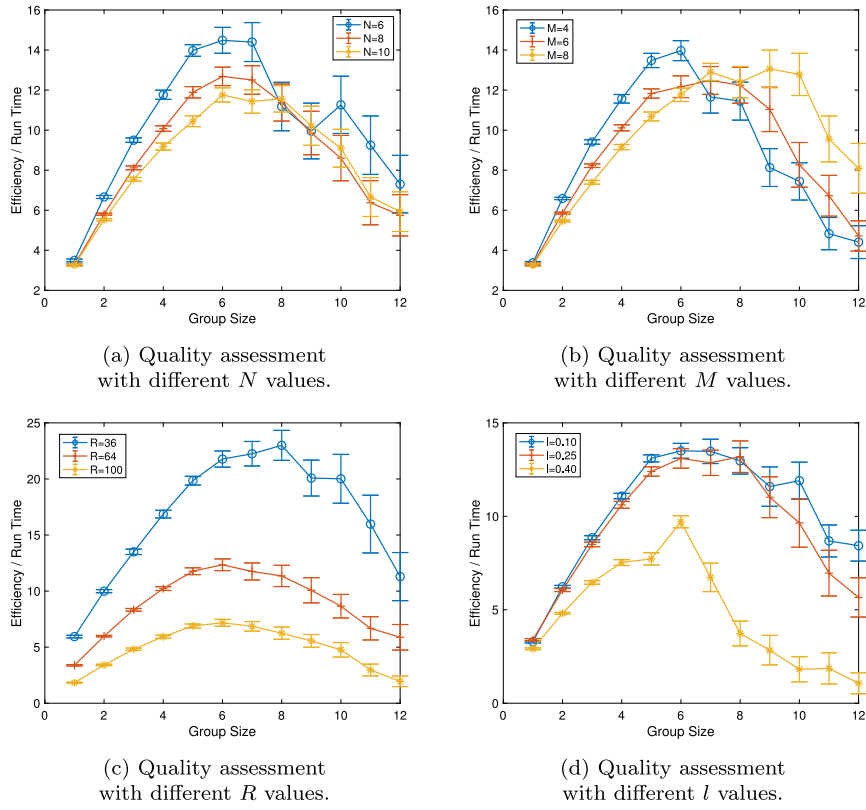 16
14
12
10
8
6
4
2
Efficiency / Run Time
N=6
N=8
N=10
0 2 4 6 8 10 12
Group Size
(a) Quality assessment
with different N values.
16
14
12
10
8
6
4
2
Efficiency / Run Time
M=4
M=6
M=8
0 2 4 6 8 10 12
Group Size
(b) Quality assessment
with different M values.
25
20
15
10
5
0
Efficiency / Run Time
R=36
R=64
R=100
0 2 4 6 8 10 12
Group Size
(c) Quality assessment
with different R values.
15
10
5
0
Efficiency / Run Time
l=0.10
l=0.25
l=0.40
0 2 4 6 8 10 12
Group Size
(d) Quality assessment
with different l values.